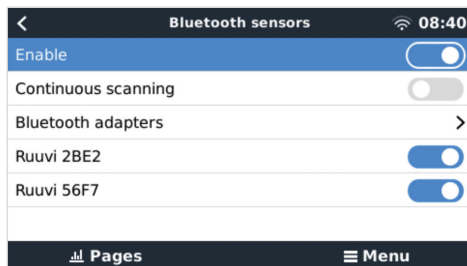 Bluetooth sensors 08:40
Enable
Continuous scanning
Bluetooth adapters
Ruuvi 2BE2
Ruuvi 56F7
Pages Menu